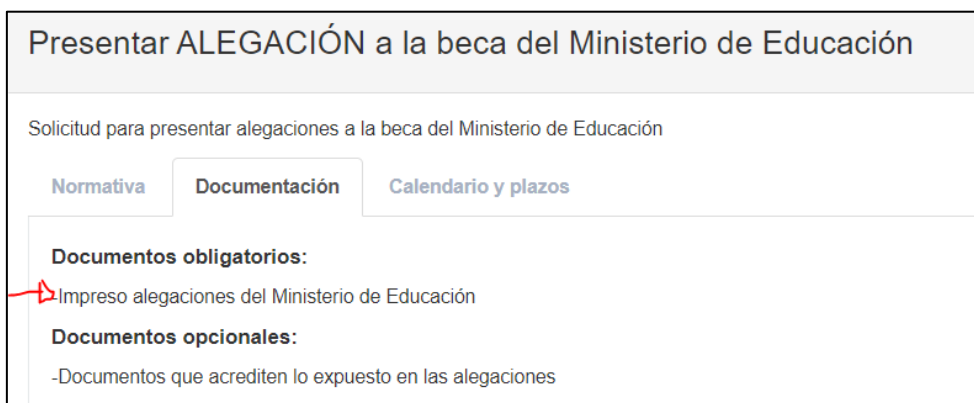 Presentar ALEGACIÓN a la beca del Ministerio de Educación
Solicitud para presentar alegaciones a la beca del Ministerio de Educación
Normativa Documentación Calendario y plazos
Documentos obligatorios:
-Impreso alegaciones del Ministerio de Educación
Documentos opcionales:
-Documentos que acrediten lo expuesto en las alegaciones